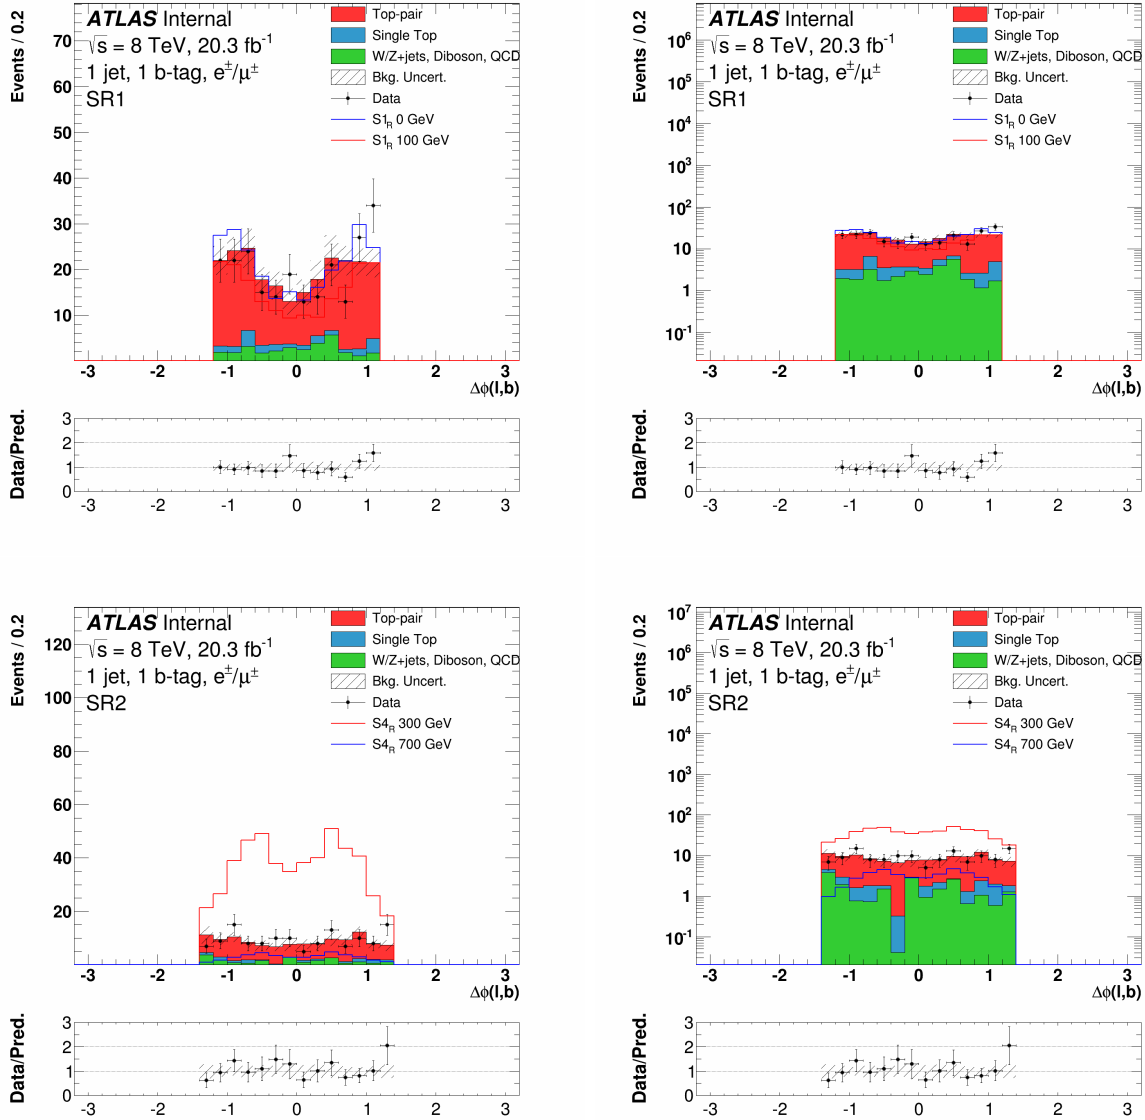 ATLAS Internal
√s = 8 TeV, 20.3 fb⁻¹
1 jet, 1 b-tag, e±/μ±
SR1
Top-pair
Single Top
W/Z+jets, Diboson, QCD
Bkg. Uncert.
Data
S1R 0 GeV
S1R 100 GeV
Events / 0.2
70
60
50
40
30
20
10
-3 -2 -1 0 1 2 3
Δϕ(l,b)
Data/Pred.
3
2
1
0
-3 -2 -1 0 1 2 3
ATLAS Internal
√s = 8 TeV, 20.3 fb⁻¹
1 jet, 1 b-tag, e±/μ±
SR1
Top-pair
Single Top
W/Z+jets, Diboson, QCD
Bkg. Uncert.
Data
S1R 0 GeV
S1R 100 GeV
Events / 0.2
10⁶
10⁵
10⁴
10³
10²
10
1
10⁻¹
-3 -2 -1 0 1 2 3
Δϕ(l,b)
Data/Pred.
3
2
1
0
-3 -2 -1 0 1 2 3
ATLAS Internal
√s = 8 TeV, 20.3 fb⁻¹
1 jet, 1 b-tag, e±/μ±
SR2
Top-pair
Single Top
W/Z+jets, Diboson, QCD
Bkg. Uncert.
Data
S4R 300 GeV
S4R 700 GeV
Events / 0.2
120
100
80
60
40
20
-3 -2 -1 0 1 2 3
Δϕ(l,b)
Data/Pred.
3
2
1
0
-3 -2 -1 0 1 2 3
ATLAS Internal
√s = 8 TeV, 20.3 fb⁻¹
1 jet, 1 b-tag, e±/μ±
SR2
Top-pair
Single Top
W/Z+jets, Diboson, QCD
Bkg. Uncert.
Data
S4R 300 GeV
S4R 700 GeV
Events / 0.2
10⁷
10⁶
10⁵
10⁴
10³
10²
10
1
10⁻¹
-3 -2 -1 0 1 2 3
Δϕ(l,b)
Data/Pred.
3
2
1
0
-3 -2 -1 0 1 2 3